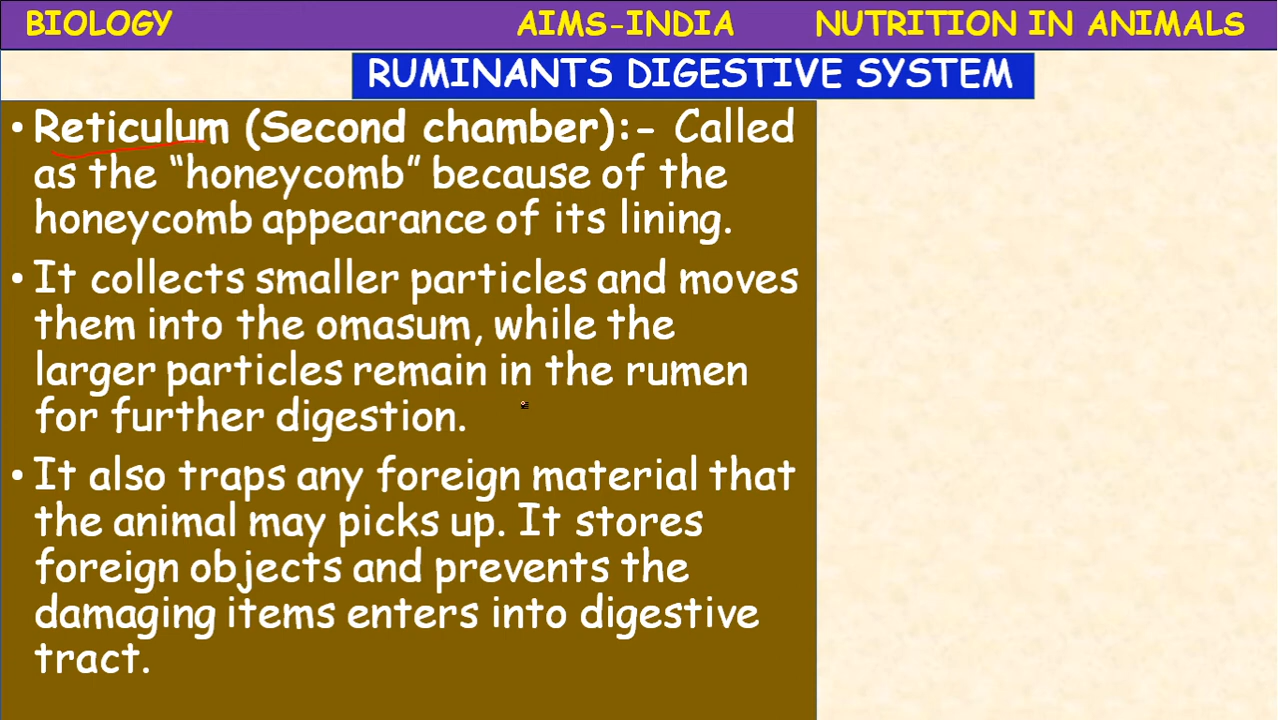 BIOLOGY AIMS-INDIA NUTRITION IN ANIMALS
RUMINANTS DIGESTIVE SYSTEM
• Reticulum (Second chamber):- Called
as the “honeycomb” because of the
honeycomb appearance of its lining.
• It collects smaller particles and moves
them into the omasum, while the
larger particles remain in the rumen
for further digestion.
• It also traps any foreign material that
the animal may picks up. It stores
foreign objects and prevents the
damaging items enters into digestive
tract.